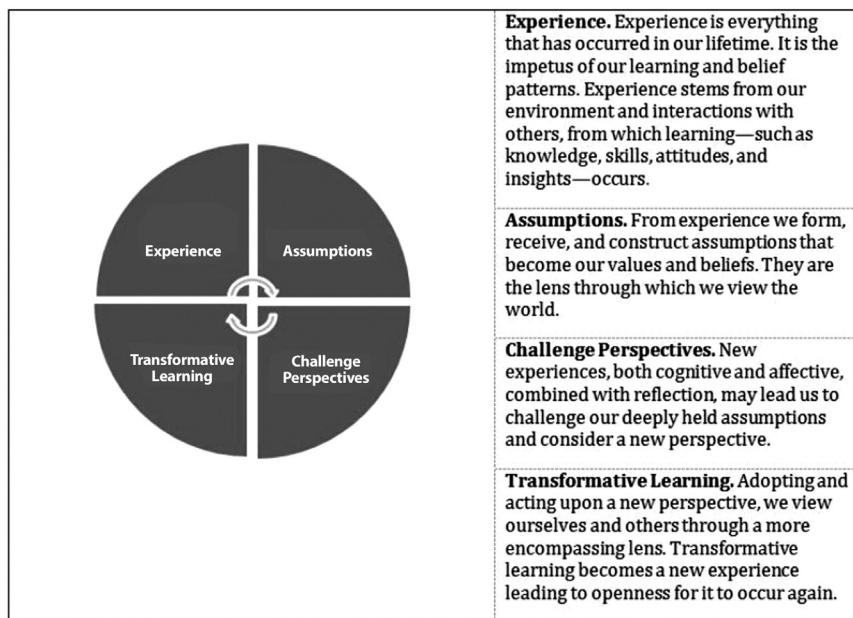 Experience
Assumptions
Transformative
Learning
Challenge
Perspectives
Experience. Experience is everything
that has occurred in our lifetime. It is the
impetus of our learning and belief
patterns. Experience stems from our
environment and interactions with
others, from which learning—such as
knowledge, skills, attitudes, and
insights—occurs.
Assumptions. From experience we form,
receive, and construct assumptions that
become our values and beliefs. They are
the lens through which we view the
world.
Challenge Perspectives. New
experiences, both cognitive and affective,
combined with reflection, may lead us to
challenge our deeply held assumptions
and consider a new perspective.
Transformative Learning. Adopting and
acting upon a new perspective, we view
ourselves and others through a more
encompassing lens. Transformative
learning becomes a new experience
leading to openness for it to occur again.